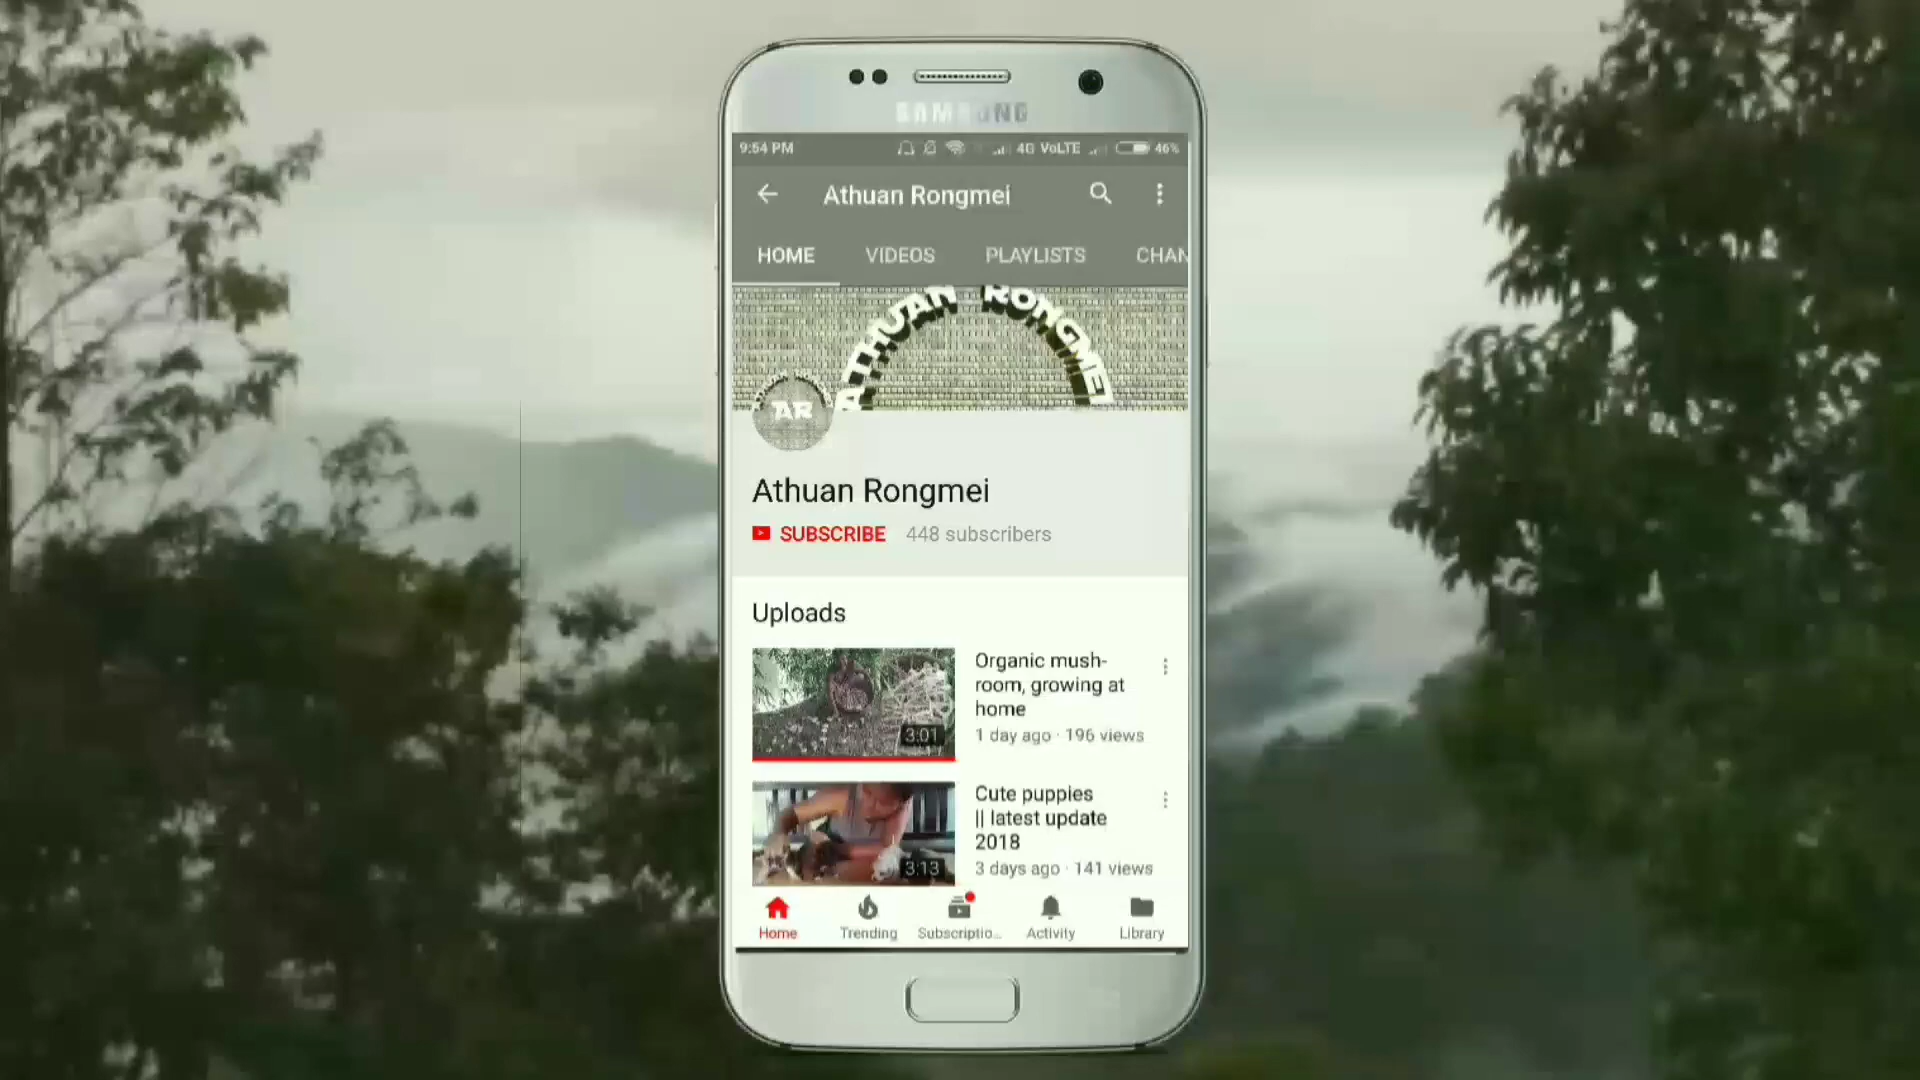 SAMSUNG
9:54 PM 4G VoLTE 46%
Athuan Rongmei
HOME VIDEOS PLAYLISTS CHAN
ATHUAN RONGMEI
ATHUAN RONGMEI
AR
Athuan Rongmei
SUBSCRIBE 448 subscribers
Uploads
Organic mush-
room, growing at
home
1 day ago · 196 views
3:01
Cute puppies
|| latest update
2018
3 days ago · 141 views
3:13
Home Trending Subscriptio... Activity Library